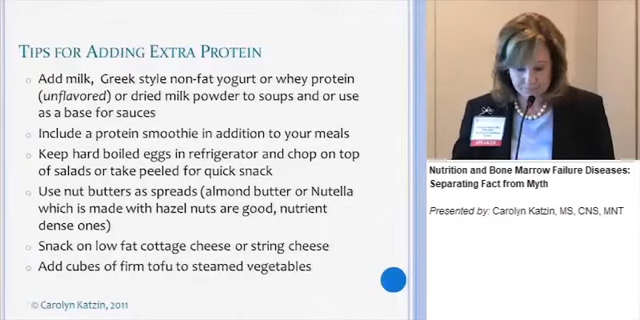 TIPS FOR ADDING EXTRA PROTEIN
Add milk, Greek style non-fat yogurt or whey protein
(unflavored) or dried milk powder to soups and or use
as a base for sauces
Include a protein smoothie in addition to your meals
Keep hard boiled eggs in refrigerator and chop on top
of salads or take peeled for quick snack
Use nut butters as spreads (almond butter or Nutella
which is made with hazel nuts are good, nutrient
dense ones)
Snack on low fat cottage cheese or string cheese
Add cubes of firm tofu to steamed vegetables
© Carolyn Katzin, 2011
SPEAKER
Nutrition and Bone Marrow Failure Diseases:
Separating Fact from Myth
Presented by: Carolyn Katzin, MS, CNS, MNT